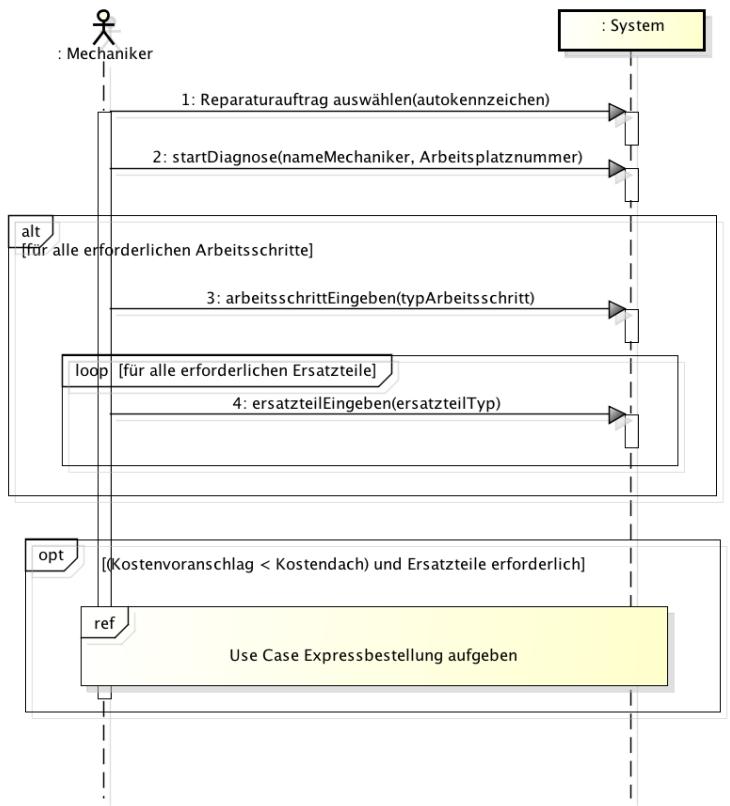 : Mechaniker
: System
1: Reparaturauftrag auswählen(autokennzeichen)
2: startDiagnose(nameMechaniker, Arbeitsplatznummer)
alt
[für alle erforderlichen Arbeitsschritte]
3: arbeitsschrittEingeben(typArbeitsschritt)
loop [für alle erforderlichen Ersatzteile]
4: ersatzteilEingeben(ersatzteilTyp)
opt
[(Kostenvoranschlag < Kostendach) und Ersatzteile erforderlich]
ref
Use Case Expressbestellung aufgeben